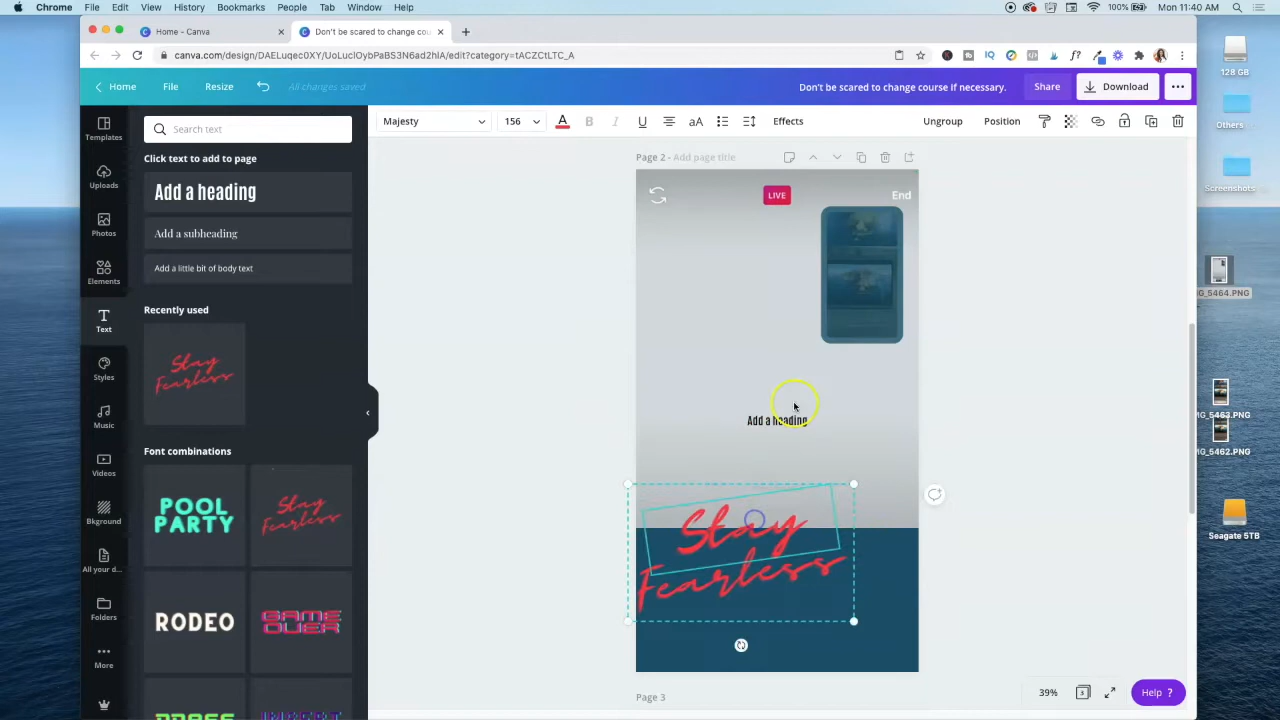 Chrome File Edit View History Bookmarks People Tab Window Help
100% Mon 11:40 AM
Home - Canva
Don't be scared to change cou
canva.com/design/DAELuqec0XY/UoLuclOybPaBS3N6ad2hIA/edit?category=tACZCtLTC_A
Home File Resize All changes saved
Don't be scared to change course if necessary. Share Download
Templates
Uploads
Photos
Elements
Text
Styles
Music
Videos
Bkground
All your d...
Folders
More
Search text
Click text to add to page
Add a heading
Add a subheading
Add a little bit of body text
Recently used
Stay
Fearless
Font combinations
POOL
PARTY
Stay
Fearless
RODEO
GAME
OVER
Majesty 156 A B I U aA Effects Ungroup Position
Page 2 - Add page title
LIVE End
Add a heading
Stay
Fearless
Page 3
39% 3 Help ?
128 GB
Others
Screenshots
G_5464.PNG
MG_5463.PNG
MG_5462.PNG
Seagate 5TB